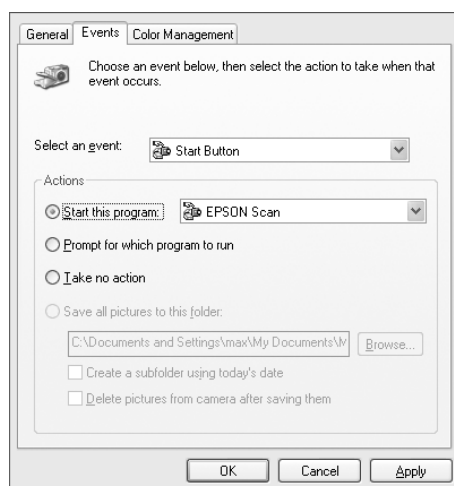 General Events Color Management
Choose an event below, then select the action to take when that
event occurs.
Select an event: Start Button
Actions
Start this program: EPSON Scan
Prompt for which program to run
Take no action
Save all pictures to this folder:
C:\Documents and Settings\max\My Documents\M Browse...
Create a subfolder using today's date
Delete pictures from camera after saving them
OK Cancel Apply